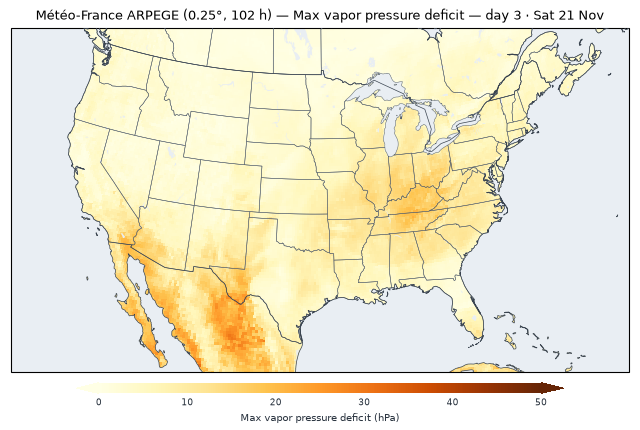 Météo-France ARPEGE (0.25°, 102 h) — Max vapor pressure deficit — day 3 · Sat 21 Nov
0 10 20 30 40 50
Max vapor pressure deficit (hPa)